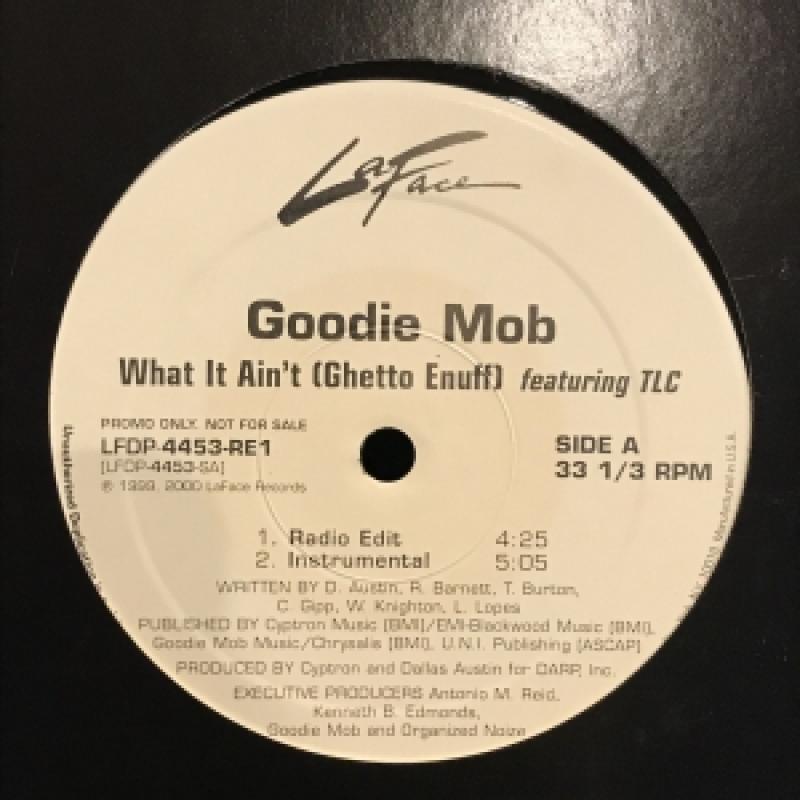 LaFace
Goodie Mob
What It Ain't (Ghetto Enuff) featuring TLC
PROMO ONLY. NOT FOR SALE
LFDP-4453-RE1
[LFDP-4453-SA]
℗ 1999, 2000 LaFace Records
SIDE A
33 1/3 RPM
1. Radio Edit 4:25
2. Instrumental 5:05
WRITTEN BY D. Austin, R. Barnett, T. Burton,
C. Gipp, W. Knighton, L. Lopes
PUBLISHED BY Cyptron Music (BMI)/EMI-Blackwood Music (BMI),
Goodie Mob Music/Chrysalis (BMI), U.N.I. Publishing (ASCAP)
PRODUCED BY Cyptron and Dallas Austin for DARP, Inc.
EXECUTIVE PRODUCERS Antonio M. Reid,
Kenneth B. Edmonds,
Goodie Mob and Organized Noize
Unauthorized Duplication
Manufactured in U.S.A.